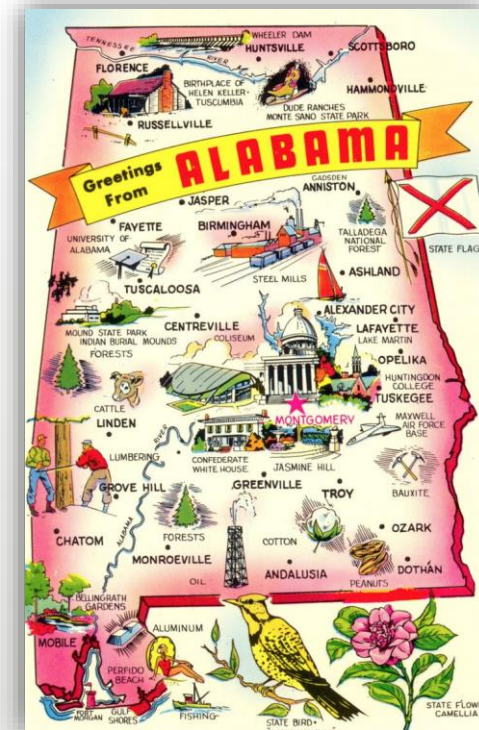 WHEELER DAM
TENNESSEE
RIVER
HUNTSVILLE
SCOTTSBORO
FLORENCE
BIRTHPLACE OF
HELEN KELLER·
TUSCUMBIA
HAMMONDVILLE
DUDE RANCHES
MONTE SANO STATE PARK
RUSSELLVILLE
Greetings
From
ALABAMA
GADSDEN
ANNISTON
JASPER
FAYETTE
BIRMINGHAM
UNIVERSITY OF
ALABAMA
TALLADEGA
NATIONAL
FOREST
STATE FLAG
STEEL MILLS
ASHLAND
TUSCALOOSA
ALEXANDER CITY
CENTREVILLE
COLISEUM
LAFAYETTE
LAKE MARTIN
MOUND STATE PARK
INDIAN BURIAL MOUNDS
FORESTS
OPELIKA
HUNTINGDON
COLLEGE
CATTLE
TUSKEGEE
MONTGOMERY
MAXWELL
AIR FORCE
BASE
LINDEN
RIVER
LUMBERING
CONFEDERATE
WHITE HOUSE
JASMINE HILL
GROVE HILL
GREENVILLE
TROY
BAUXITE
ALABAMA
CHATOM
FORESTS
COTTON
OZARK
MONROEVILLE
OIL
ANDALUSIA
PEANUTS
DOTHAN
BELLINGRATH
GARDENS
MOBILE
ALUMINUM
PERFIDO
BEACH
FORT
MORGAN
GULF
SHORES
FISHING
STATE BIRD·
STATE FLOW
CAMELLIA